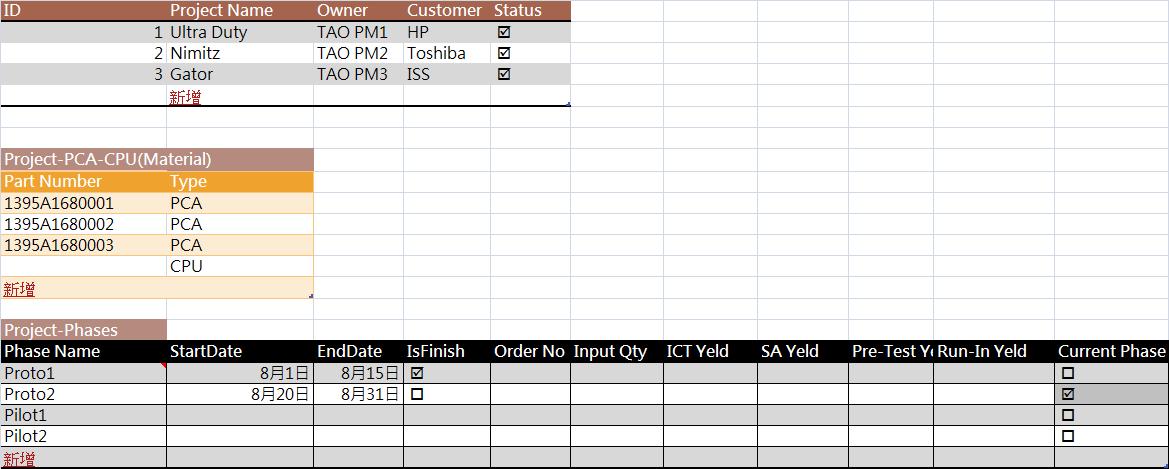 ID Project Name Owner Customer Status
1 Ultra Duty TAO PM1 HP ☑
2 Nimitz TAO PM2 Toshiba ☑
3 Gator TAO PM3 ISS ☑
新增
Project-PCA-CPU(Material)
Part Number Type
1395A1680001 PCA
1395A1680002 PCA
1395A1680003 PCA
CPU
新增
Project-Phases
Phase Name StartDate EndDate IsFinish Order No Input Qty ICT Yeld SA Yeld Pre-Test Ye Run-In Yeld Current Phase
Proto1 8月1日 8月15日 ☑ ☐
Proto2 8月20日 8月31日 ☐ ☑
Pilot1 ☐
Pilot2 ☐
新增